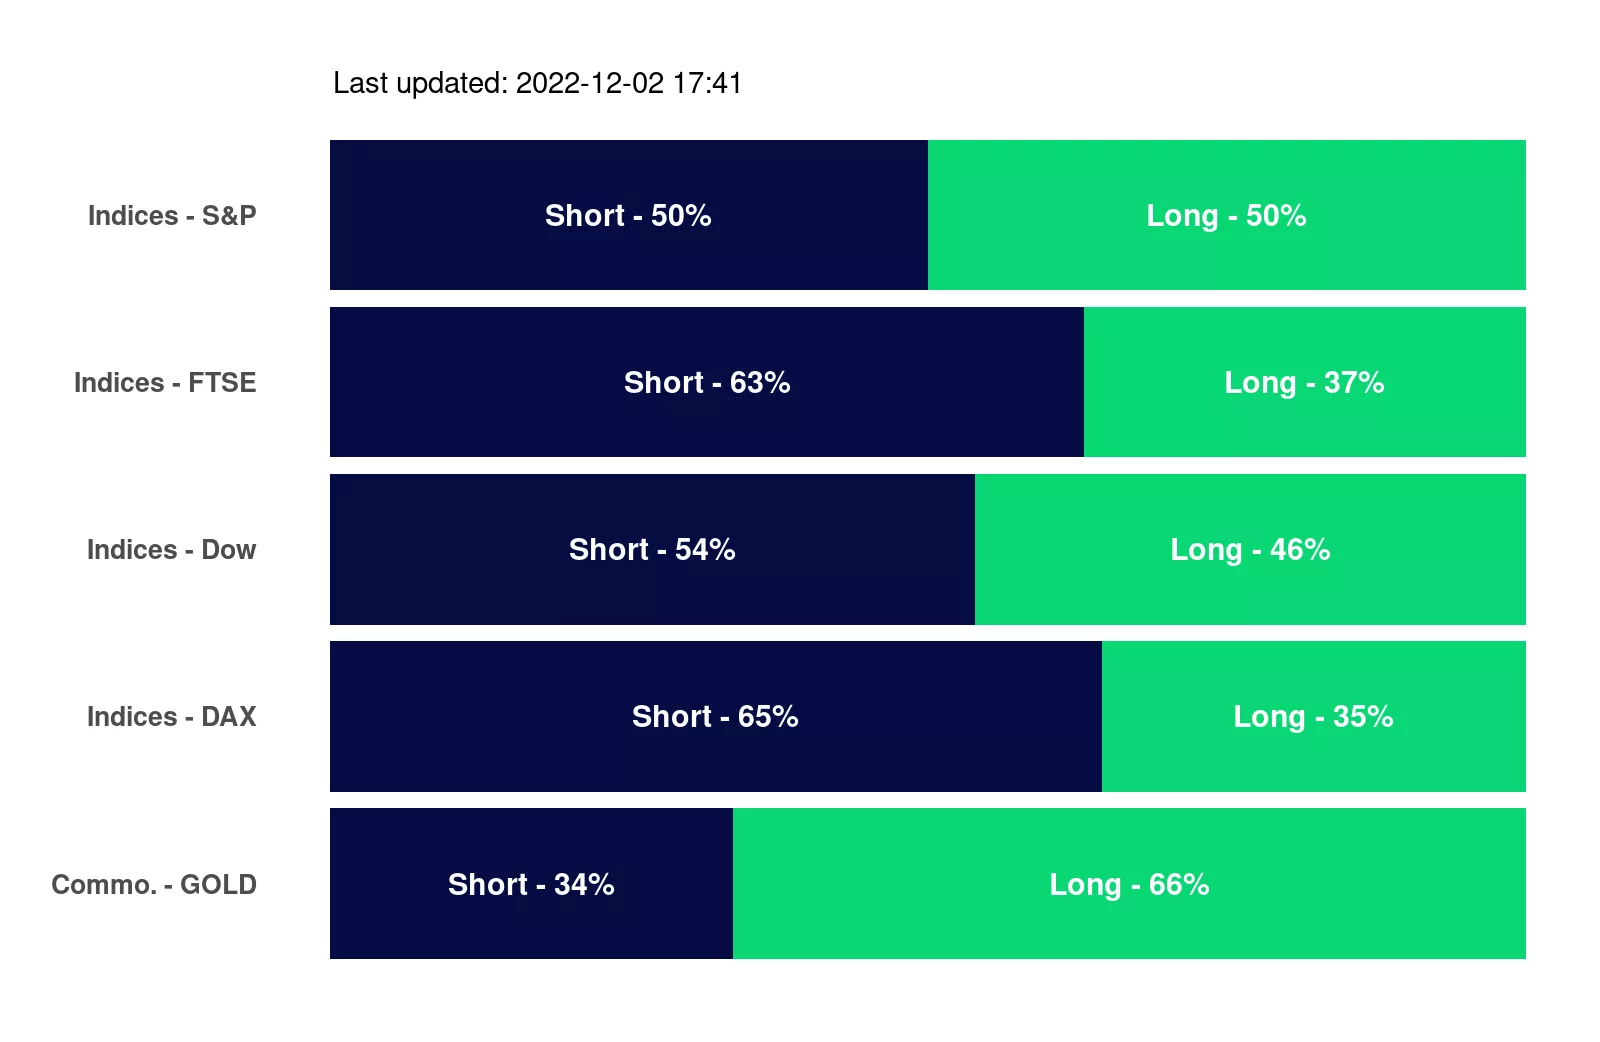 Last updated: 2022-12-02 17:41
Indices - S&P
Short - 50%
Long - 50%
Indices - FTSE
Short - 63%
Long - 37%
Indices - Dow
Short - 54%
Long - 46%
Indices - DAX
Short - 65%
Long - 35%
Commo. - GOLD
Short - 34%
Long - 66%